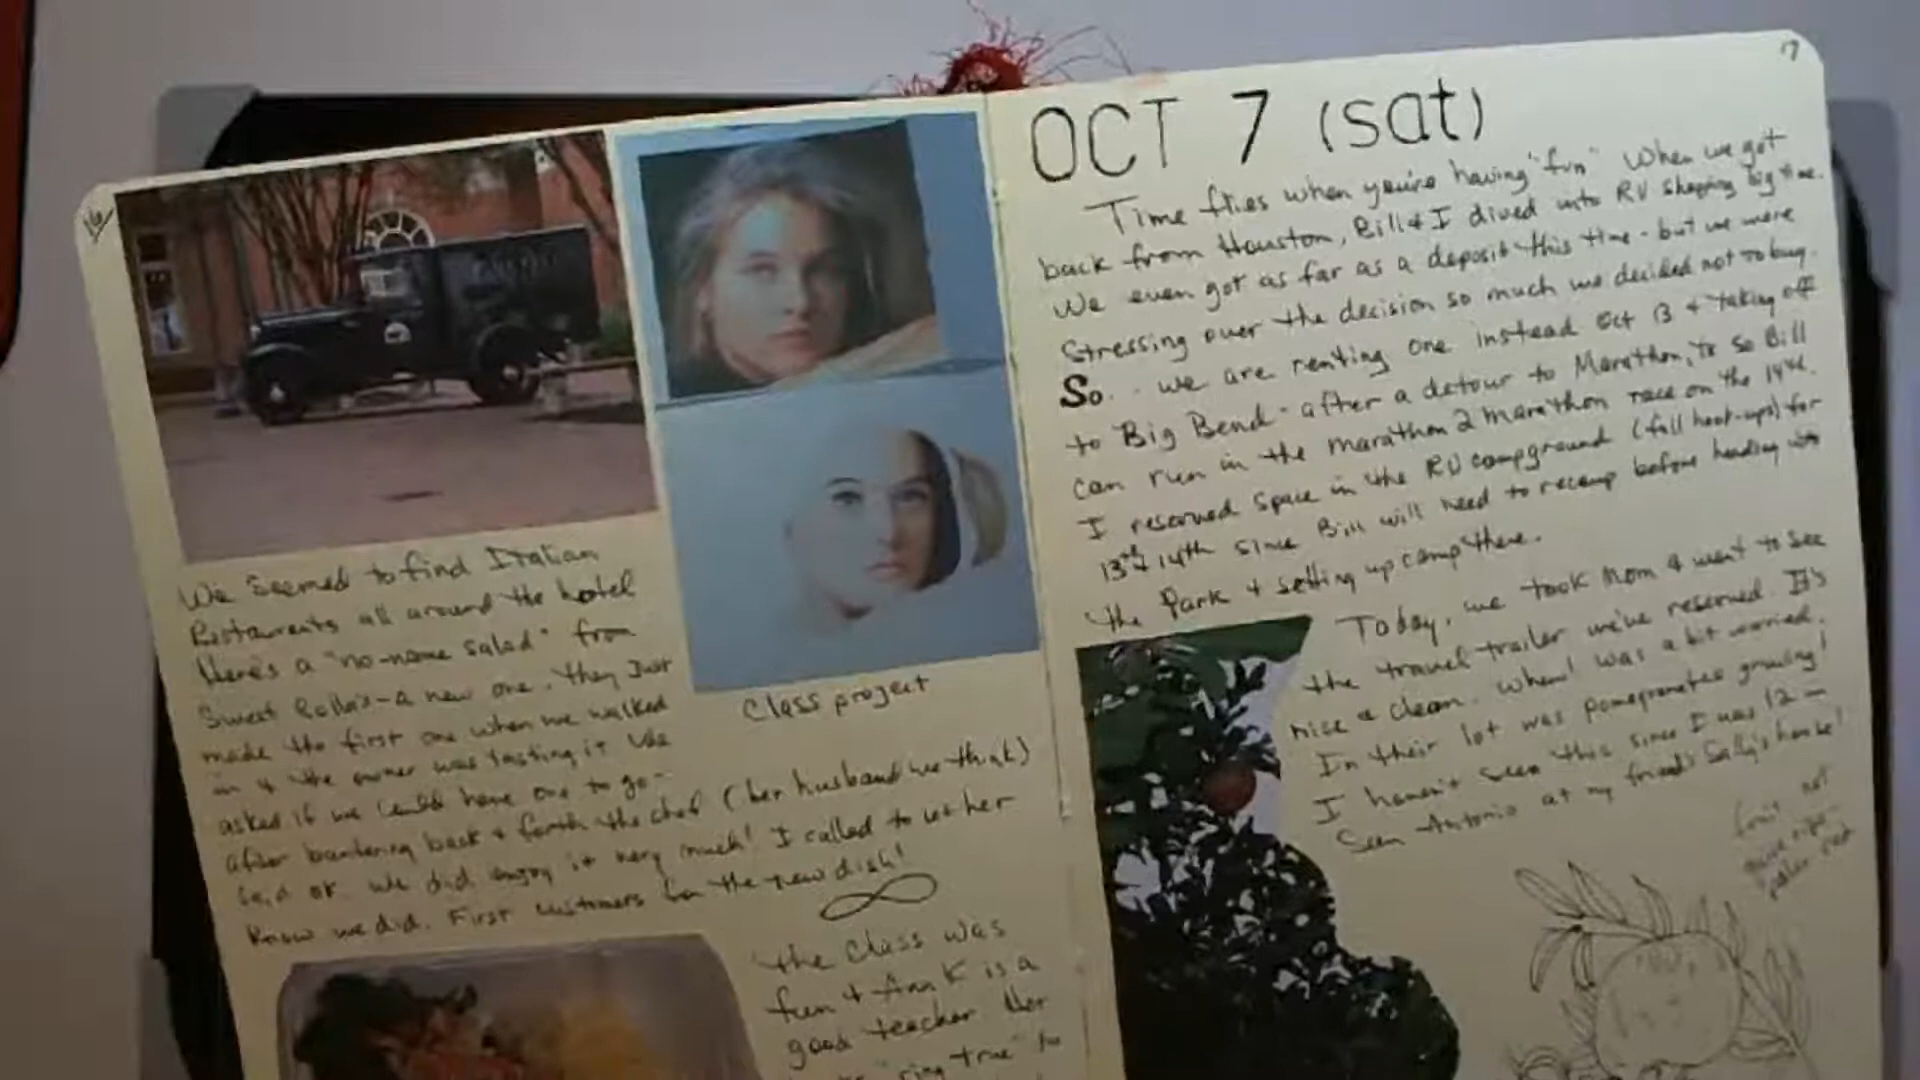 16
We seemed to find Italian
Restaurants all around the hotel
Here's a "no-name salad" from
Sweet Bella's - a new one. They just
made the first one when we walked
in & the owner was tasting it. We
asked if we could have one to go -
after bantering back & forth the chef (her husband we think)
said ok. We did enjoy it very much! I called to let her
know we did. First customers for the new dish!
Class project
The class was
fun & Ann K is a
good teacher. Her
"ring true" to
17
OCT 7 (sat)
Time flies when you're having "fun" When we got
back from Houston, Bill & I dived into RV shopping big time.
We even got as far as a deposit this time - but we were
Stressing over the decision so much we decided not to buy.
So... we are renting one instead Oct 13 & taking off
to Big Bend - after a detour to Marathon, Tx so Bill
can run in the marathon 2 marathon race on the 14th.
I reserved space in the RV campground (full hook-ups) for
13th & 14th since Bill will need to recoup before heading into
the Park & setting up camp there.
Today, we took Mom & went to see
the travel trailer we've reserved. It's
nice & clean. Whew! was a bit worried.
In their lot was pomegranates growing!
I haven't seen this since I was 12 -
San Antonio at my friend Sally's house!
fruit not
quite ripe